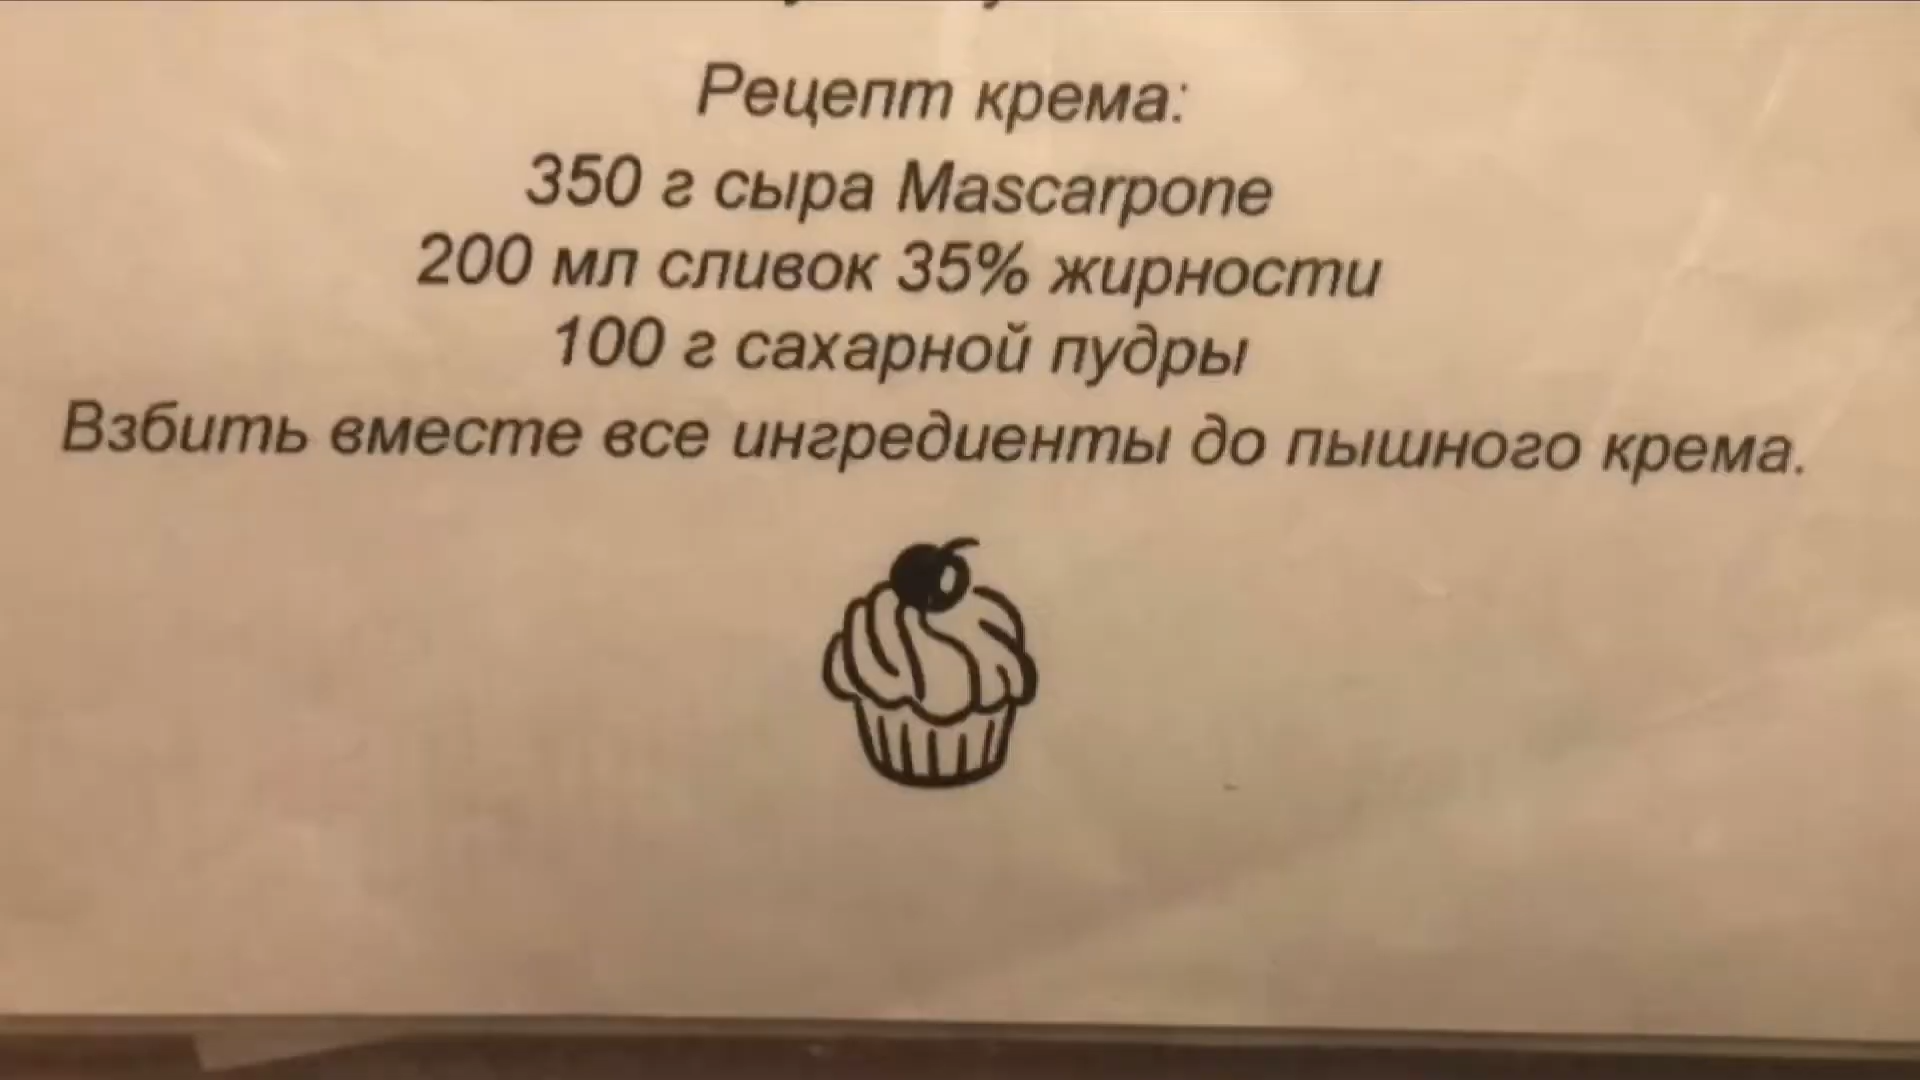 Рецепт крема:
350 г сыра Mascarpone
200 мл сливок 35% жирности
100 г сахарной пудры
Взбить вместе все ингредиенты до пышного крема.